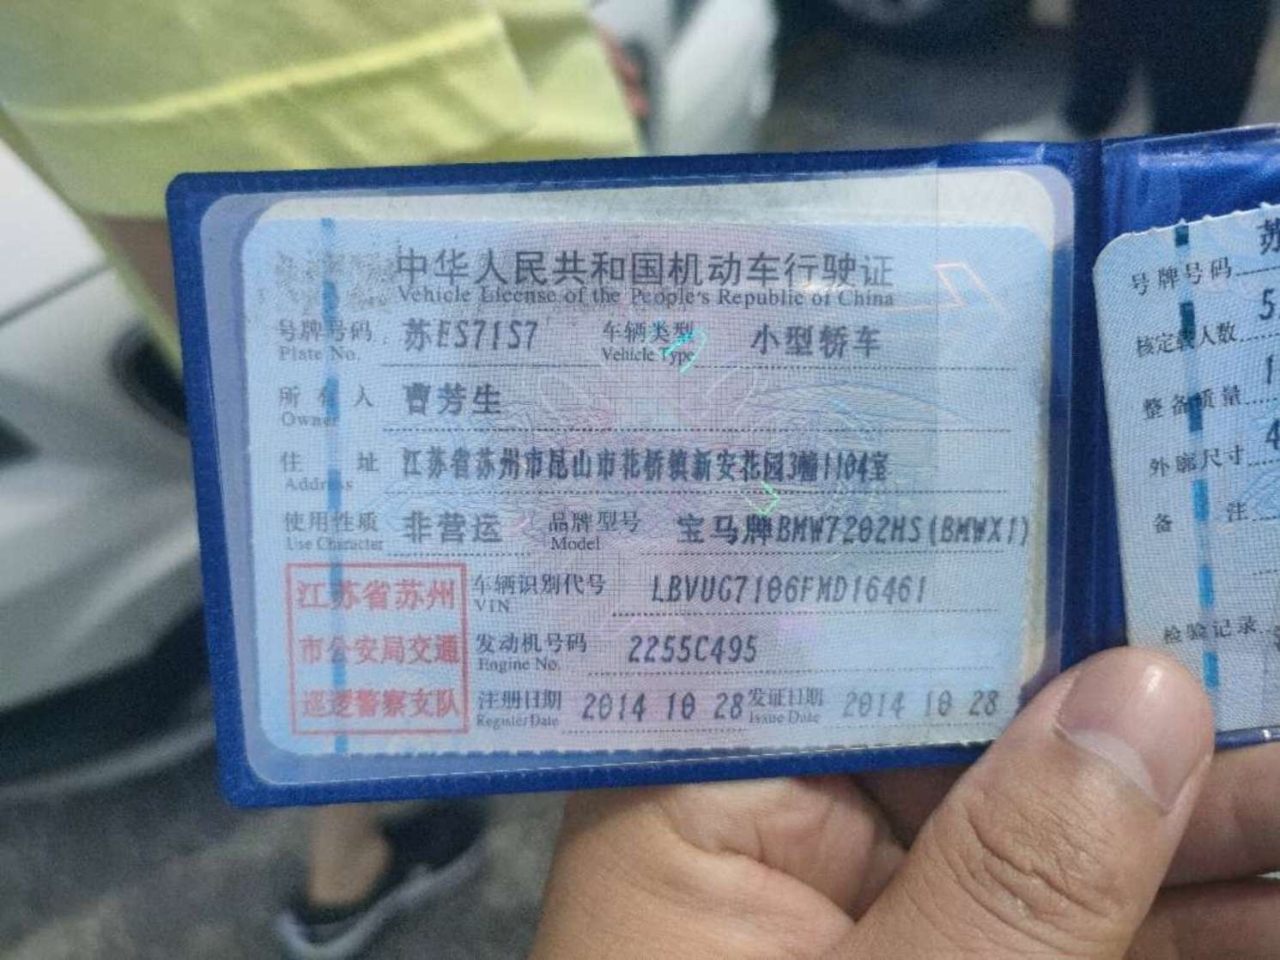 中华人民共和国机动车行驶证
Vehicle License of the People's Republic of China
号牌号码 苏ES71S7 车辆类型 小型轿车
Plate No. Vehicle Type
所有人 曹芳生
Owner
住址 江苏省苏州市昆山市花桥镇新安花园3幢1104室
Address
使用性质 非营运 品牌型号 宝马牌BMW7202HS(BMWX1)
Use Character Model
车辆识别代号 LBVUG7106FMD16461
VIN
发动机号码 2255C495
Engine No.
注册日期 2014 10 28 发证日期 2014 10 28
Register Date Issue Date
江苏省苏州
市公安局交通
巡逻警察支队
号牌号码 苏
核定载人数 5
整备质量
外廓尺寸 4
备注
检验记录